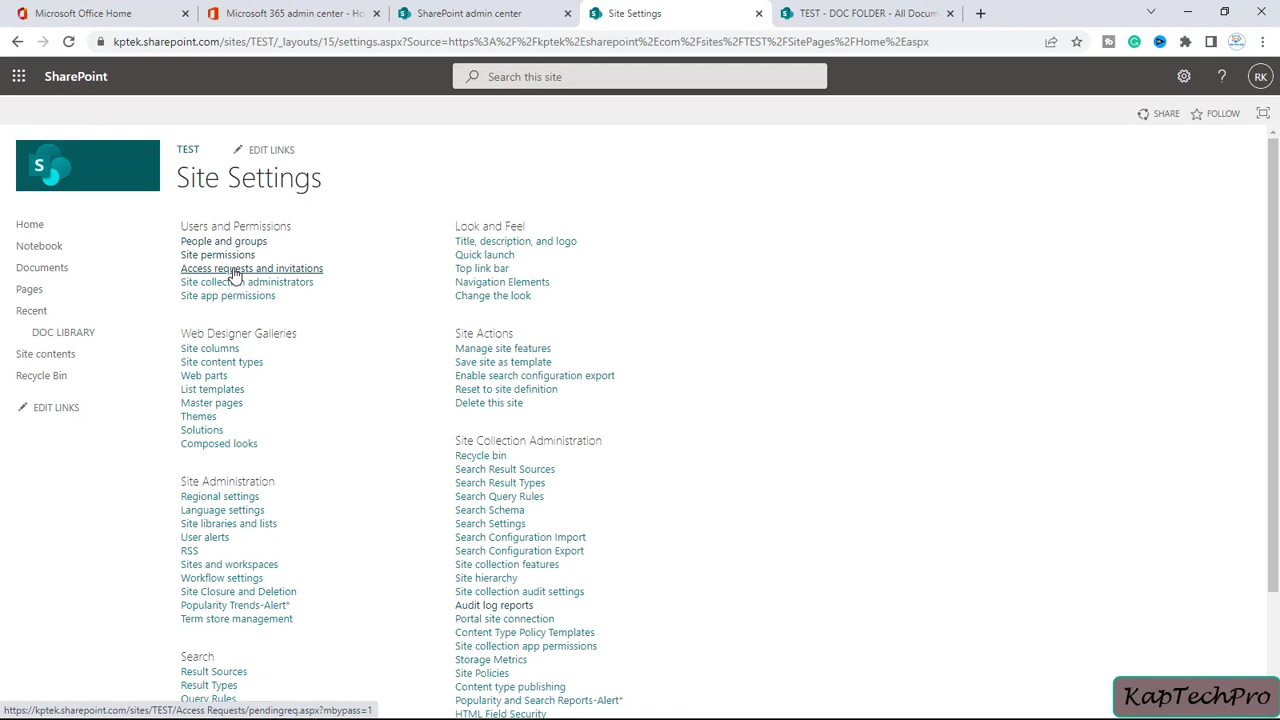 Microsoft Office Home
Microsoft 365 admin center - Ho
SharePoint admin center
Site Settings
TEST - DOC FOLDER - All Docum
kptek.sharepoint.com/sites/TEST/_layouts/15/settings.aspx?Source=https%3A%2F%2Fkptek%2Esharepoint%2Ecom%2Fsites%2FTEST%2FSitePages%2FHome%2Easpx
SharePoint
Search this site
RK
SHARE
FOLLOW
S
TEST
EDIT LINKS
Site Settings
Home
Notebook
Documents
Pages
Recent
DOC LIBRARY
Site contents
Recycle Bin
EDIT LINKS
Users and Permissions
People and groups
Site permissions
Access requests and invitations
Site collection administrators
Site app permissions
Web Designer Galleries
Site columns
Site content types
Web parts
List templates
Master pages
Themes
Solutions
Composed looks
Site Administration
Regional settings
Language settings
Site libraries and lists
User alerts
RSS
Sites and workspaces
Workflow settings
Site Closure and Deletion
Popularity Trends-Alert*
Term store management
Search
Result Sources
Result Types
Query Rules
Look and Feel
Title, description, and logo
Quick launch
Top link bar
Navigation Elements
Change the look
Site Actions
Manage site features
Save site as template
Enable search configuration export
Reset to site definition
Delete this site
Site Collection Administration
Recycle bin
Search Result Sources
Search Result Types
Search Query Rules
Search Schema
Search Settings
Search Configuration Import
Search Configuration Export
Site collection features
Site hierarchy
Site collection audit settings
Audit log reports
Portal site connection
Content Type Policy Templates
Site collection app permissions
Storage Metrics
Site Policies
Content type publishing
Popularity and Search Reports-Alert*
HTML Field Security
https://kptek.sharepoint.com/sites/TEST/Access Requests/pendingreq.aspx?mbypass=1
KapTechPro